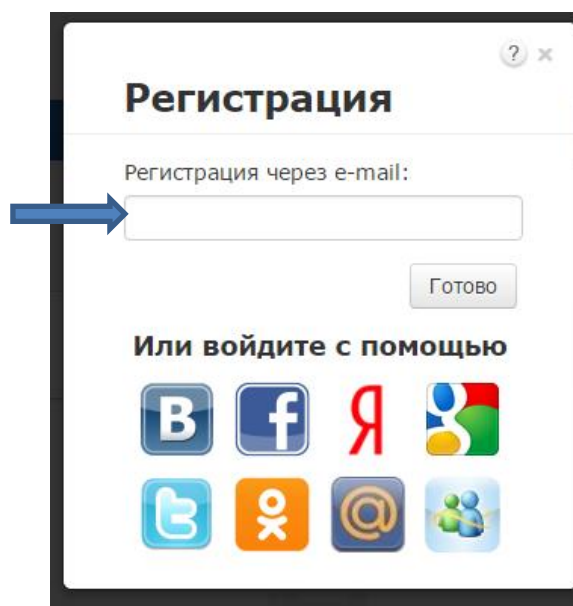 ?
Регистрация
Регистрация через e-mail:
Готово
Или войдите с помощью
В f Я g
t @